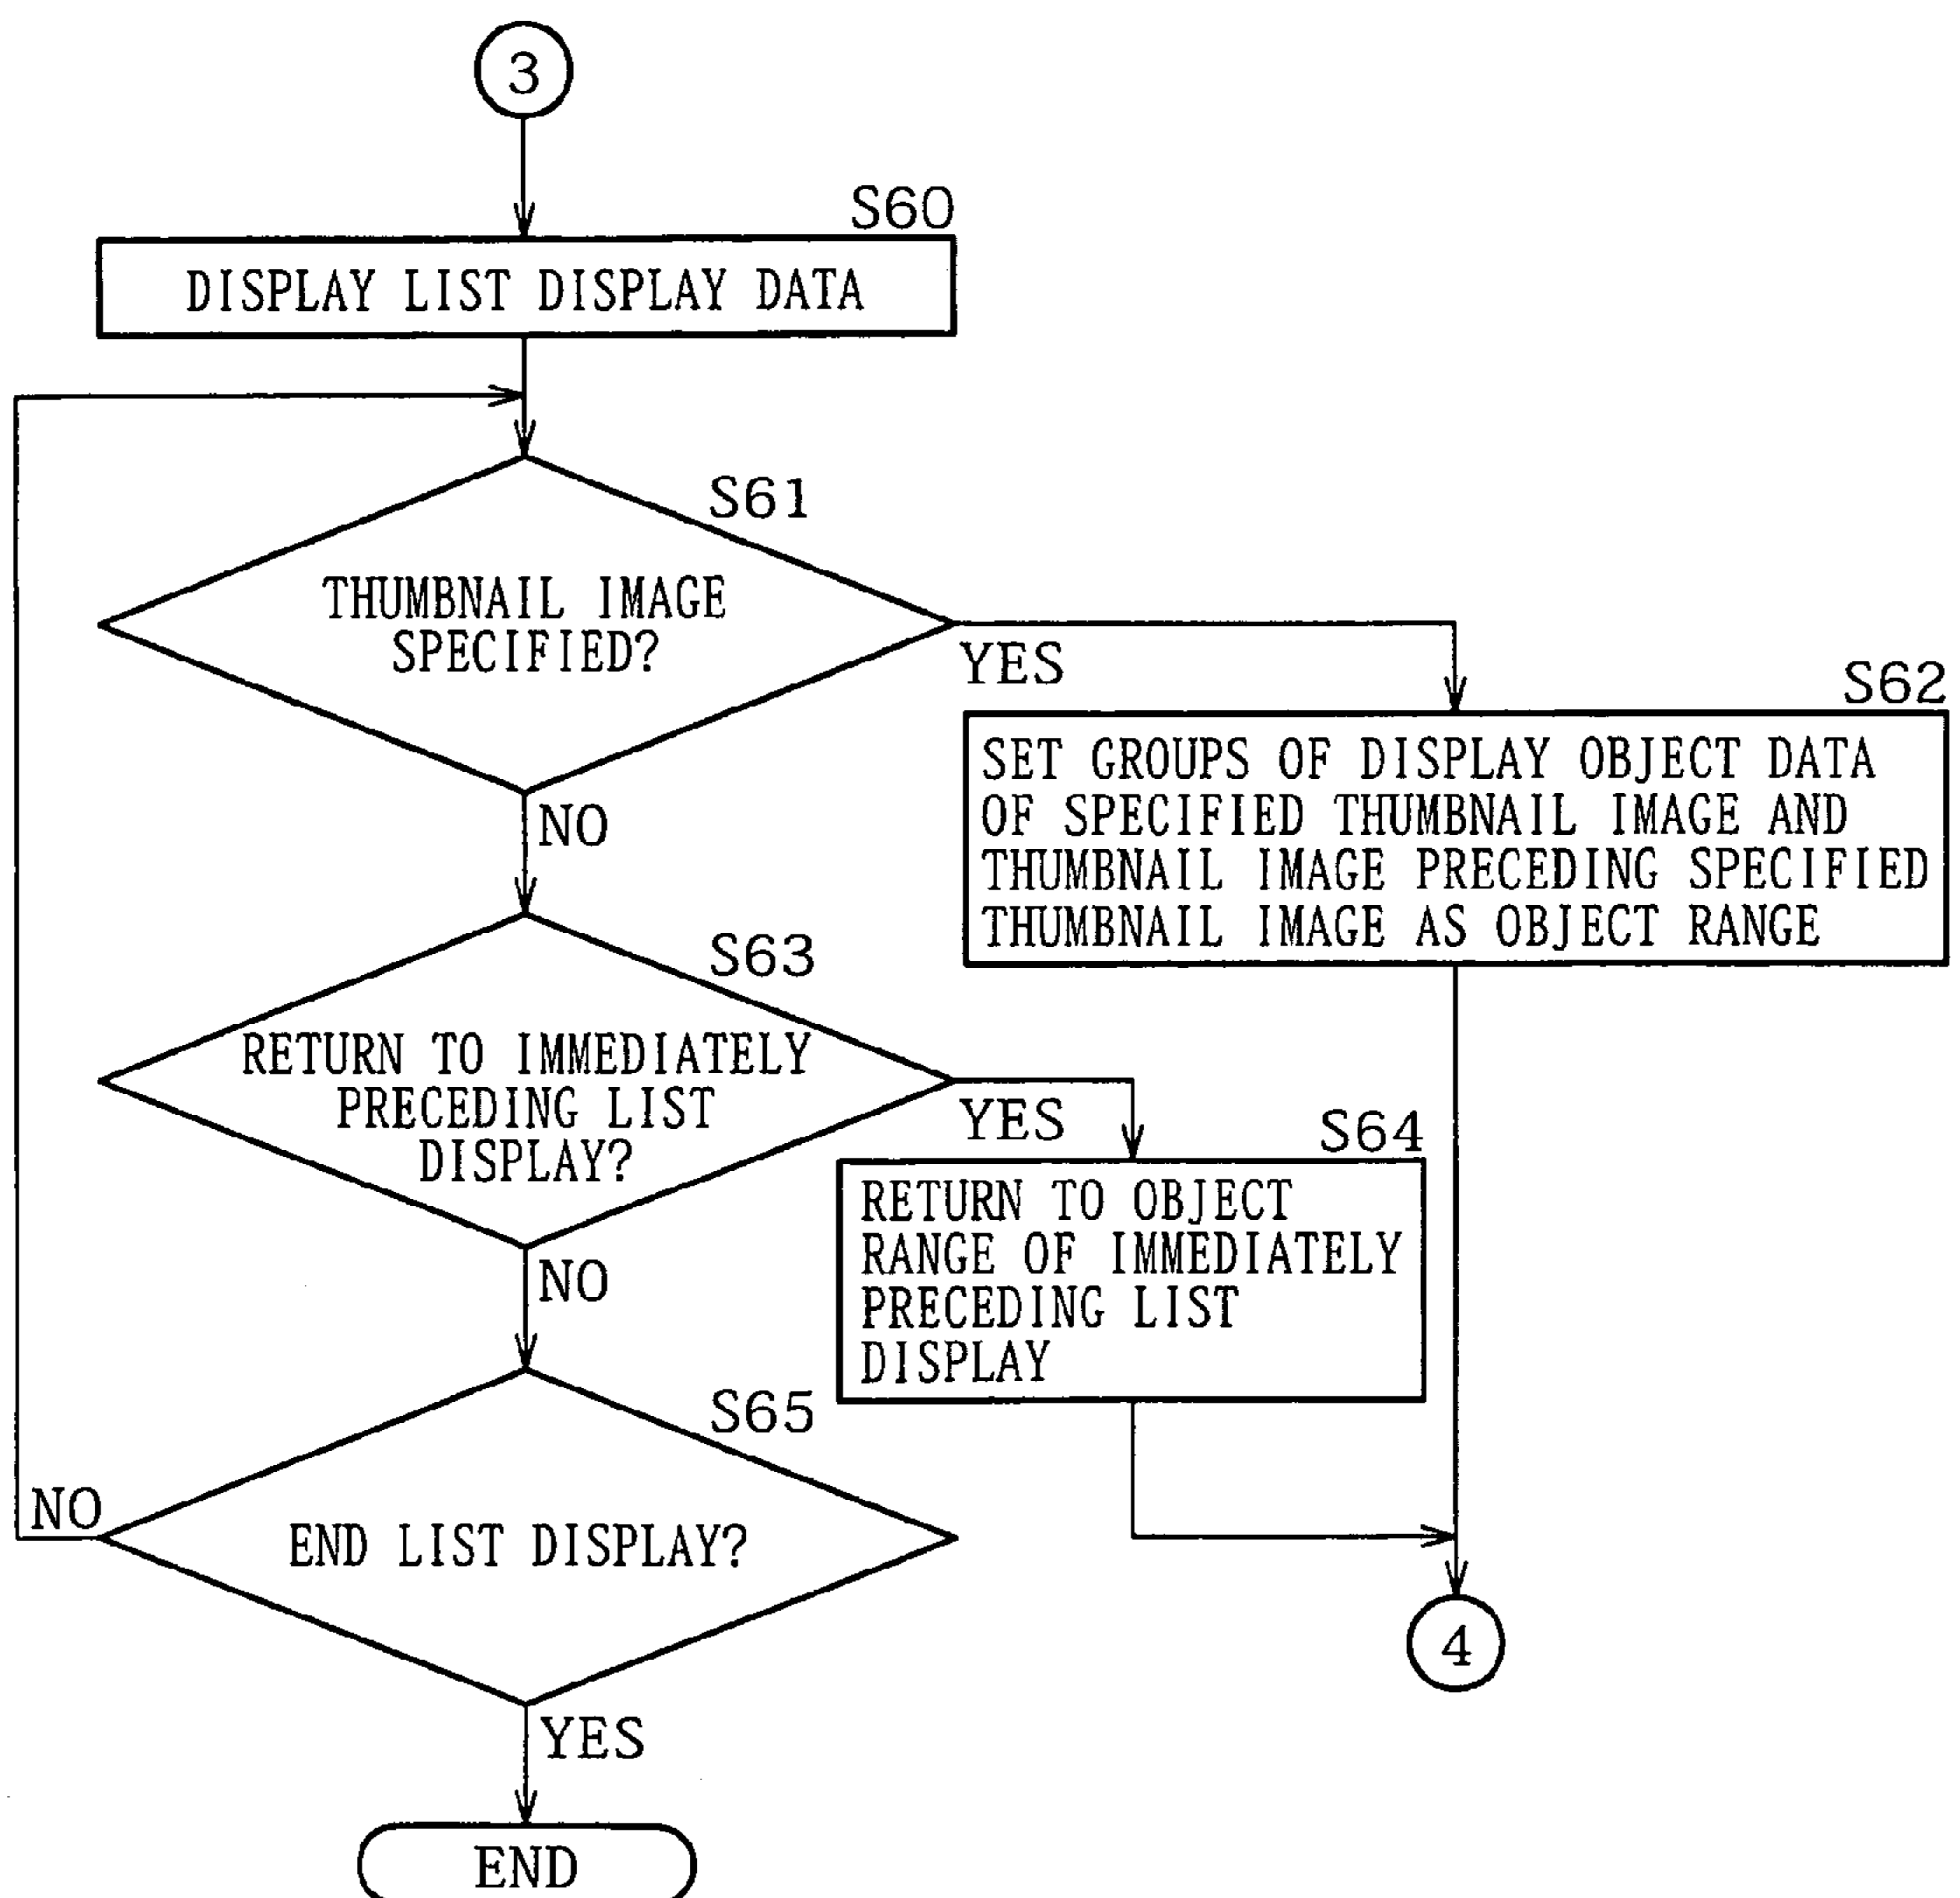 3
S60
DISPLAY LIST DISPLAY DATA
S61
THUMBNAIL IMAGE
SPECIFIED?
YES
NO
S62
SET GROUPS OF DISPLAY OBJECT DATA
OF SPECIFIED THUMBNAIL IMAGE AND
THUMBNAIL IMAGE PRECEDING SPECIFIED
THUMBNAIL IMAGE AS OBJECT RANGE
S63
RETURN TO IMMEDIATELY
PRECEDING LIST
DISPLAY?
YES
NO
S64
RETURN TO OBJECT
RANGE OF IMMEDIATELY
PRECEDING LIST
DISPLAY
S65
NO
END LIST DISPLAY?
4
YES
END